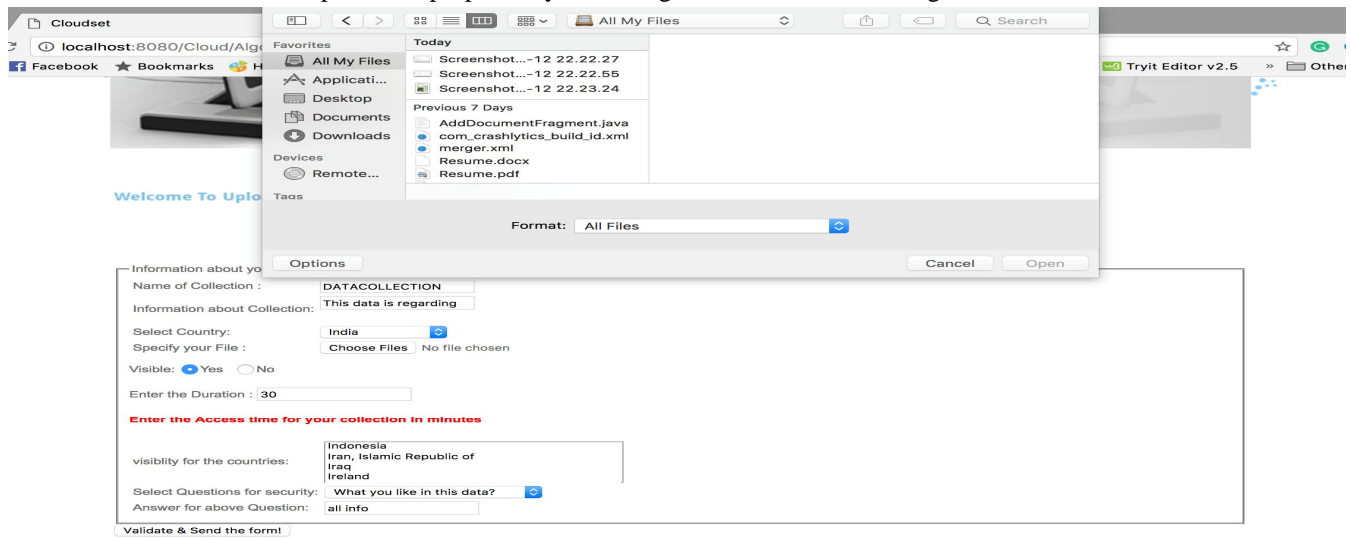 Cloudset
All My Files
Search
localhost:8080/Cloud/Algo
Facebook Bookmarks H
Tryit Editor v2.5 » Other
Favorites
All My Files
Applicati...
Desktop
Documents
Downloads
Devices
Remote...
Tags
Today
Screenshot...-12 22.22.27
Screenshot...-12 22.22.55
Screenshot...-12 22.23.24
Previous 7 Days
AddDocumentFragment.java
com_crashlytics_build_id.xml
merger.xml
Resume.docx
Resume.pdf
Format: All Files
Options Cancel Open
Welcome To Uplo
Information about yo
Name of Collection : DATACOLLECTION
Information about Collection: This data is regarding
Select Country: India
Specify your File : Choose Files No file chosen
Visible: Yes No
Enter the Duration : 30
Enter the Access time for your collection in minutes
visiblity for the countries:
Indonesia
Iran, Islamic Republic of
Iraq
Ireland
Select Questions for security: What you like in this data?
Answer for above Question: all info
Validate & Send the form!